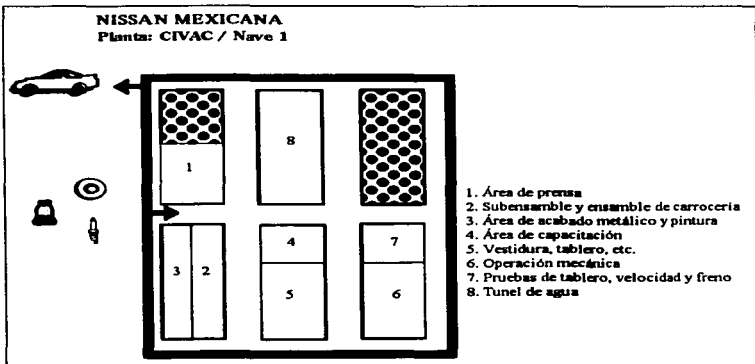 NISSAN MEXICANA
Planta: CIVAC / Nave 1
8
1
3
2
4
5
7
6
1. Área de prensa
2. Subensamble y ensamble de carrocería
3. Área de acabado metálico y pintura
4. Área de capacitación
5. Vestidura, tablero, etc.
6. Operación mecánica
7. Pruebas de tablero, velocidad y freno
8. Tunel de agua